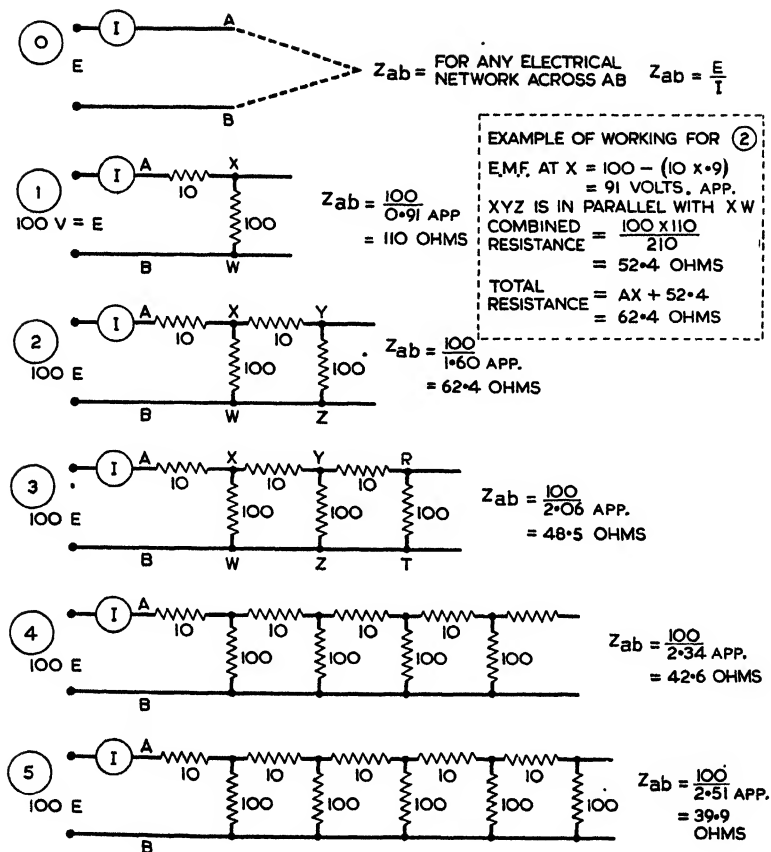 0 E I A B
Zab = FOR ANY ELECTRICAL NETWORK ACROSS AB Zab = E/I
EXAMPLE OF WORKING FOR 2
E.M.F. AT X = 100 - (10 x •9)
= 91 VOLTS. APP.
XYZ IS IN PARALLEL WITH XW
COMBINED RESISTANCE = 100 x 110 / 210
= 52•4 OHMS
TOTAL RESISTANCE = AX + 52•4
= 62•4 OHMS
1
I A X
10
100
100 V = E
B W
Zab = 100 / 0•91 APP
= 110 OHMS
2
I A X Y
10 10
100 100
100 E
B W Z
Zab = 100 / 1•60 APP.
= 62•4 OHMS
3
I A X Y R
10 10 10
100 100 100
100 E
B W Z T
Zab = 100 / 2•06 APP.
= 48•5 OHMS
4
I A
10 10 10 10
100 100 100 100
100 E
B
Zab = 100 / 2•34 APP.
= 42•6 OHMS
5
I A
10 10 10 10 10
100 100 100 100 100
100 E
B
Zab = 100 / 2•51 APP.
= 39•9
OHMS